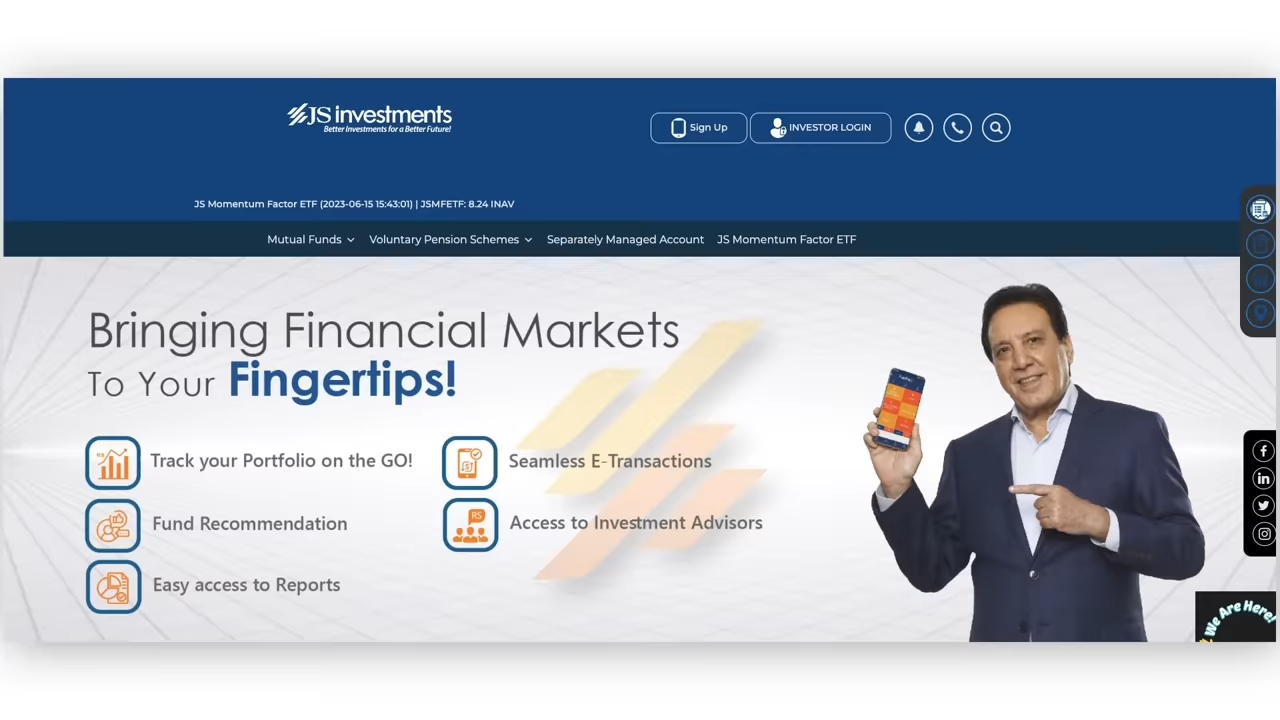 JS investments
Better Investments for a Better Future!
Sign Up
INVESTOR LOGIN
JS Momentum Factor ETF (2023-06-15 15:43:01) | JSMFETF: 8.24 INAV
Mutual Funds Voluntary Pension Schemes Separately Managed Account JS Momentum Factor ETF
Bringing Financial Markets
To Your Fingertips!
Track your Portfolio on the GO!
Seamless E-Transactions
Fund Recommendation
RS
Access to Investment Advisors
Easy access to Reports
We Are Here!